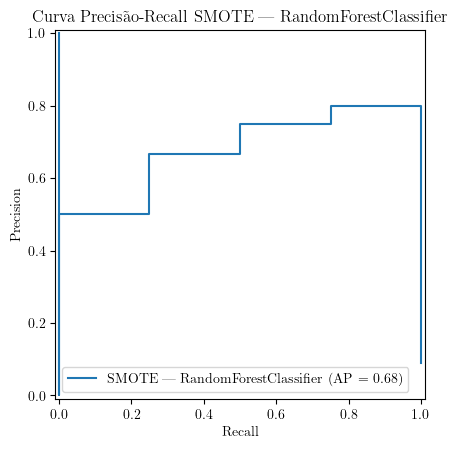 Curva Precisão-Recall SMOTE — RandomForestClassifier
1.0
0.8
0.6
0.4
0.2
0.0
Precision
SMOTE — RandomForestClassifier (AP = 0.68)
0.0 0.2 0.4 0.6 0.8 1.0
Recall